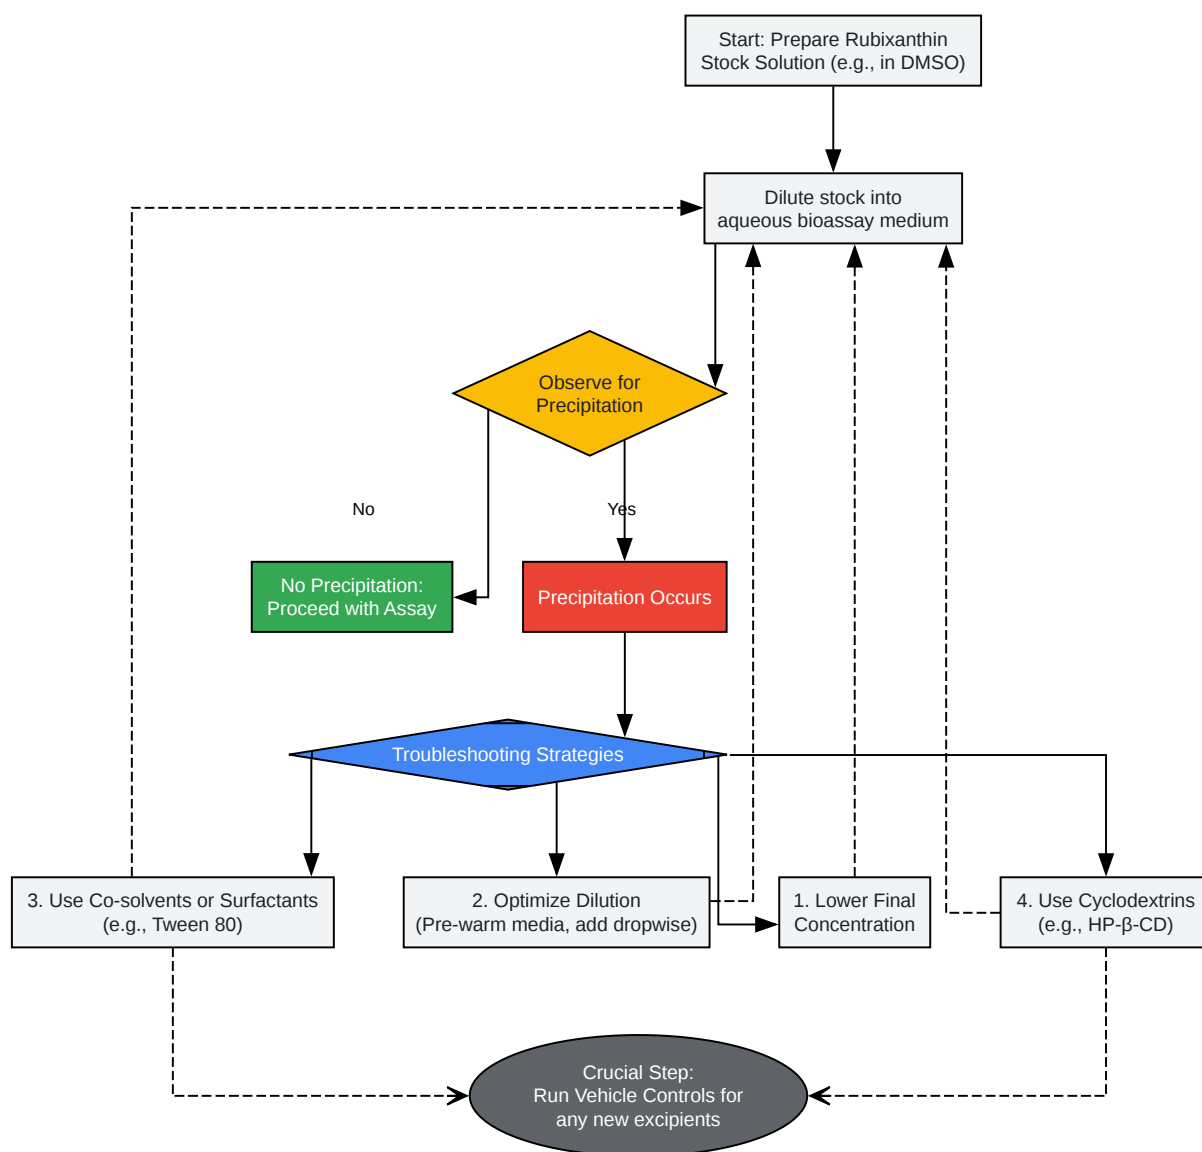 Start: Prepare Rubixanthin
Stock Solution (e.g., in DMSO)
Dilute stock into
aqueous bioassay medium
Observe for
Precipitation
No
Yes
No Precipitation:
Proceed with Assay
Precipitation Occurs
Troubleshooting Strategies
3. Use Co-solvents or Surfactants
(e.g., Tween 80)
2. Optimize Dilution
(Pre-warm media, add dropwise)
1. Lower Final
Concentration
4. Use Cyclodextrins
(e.g., HP-β-CD)
Crucial Step:
Run Vehicle Controls for
any new excipients